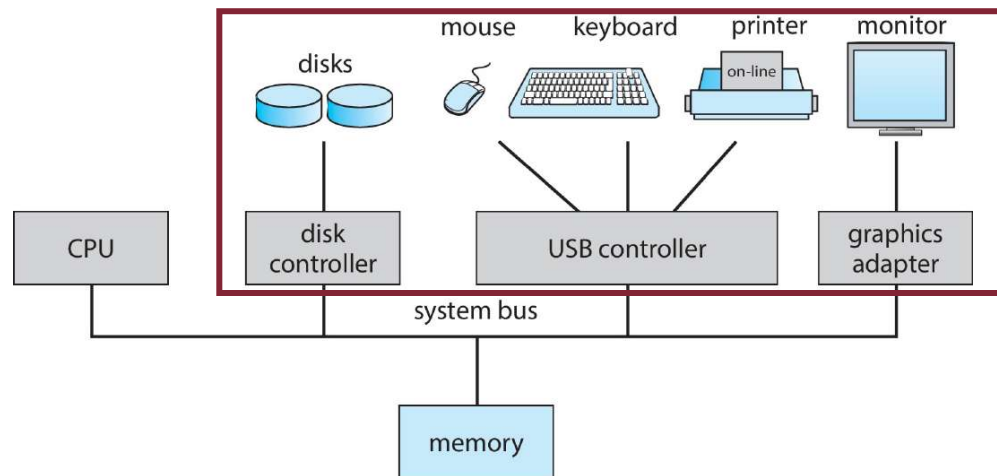 mouse
keyboard
printer
monitor
disks
on-line
CPU
disk
controller
USB controller
graphics
adapter
system bus
memory